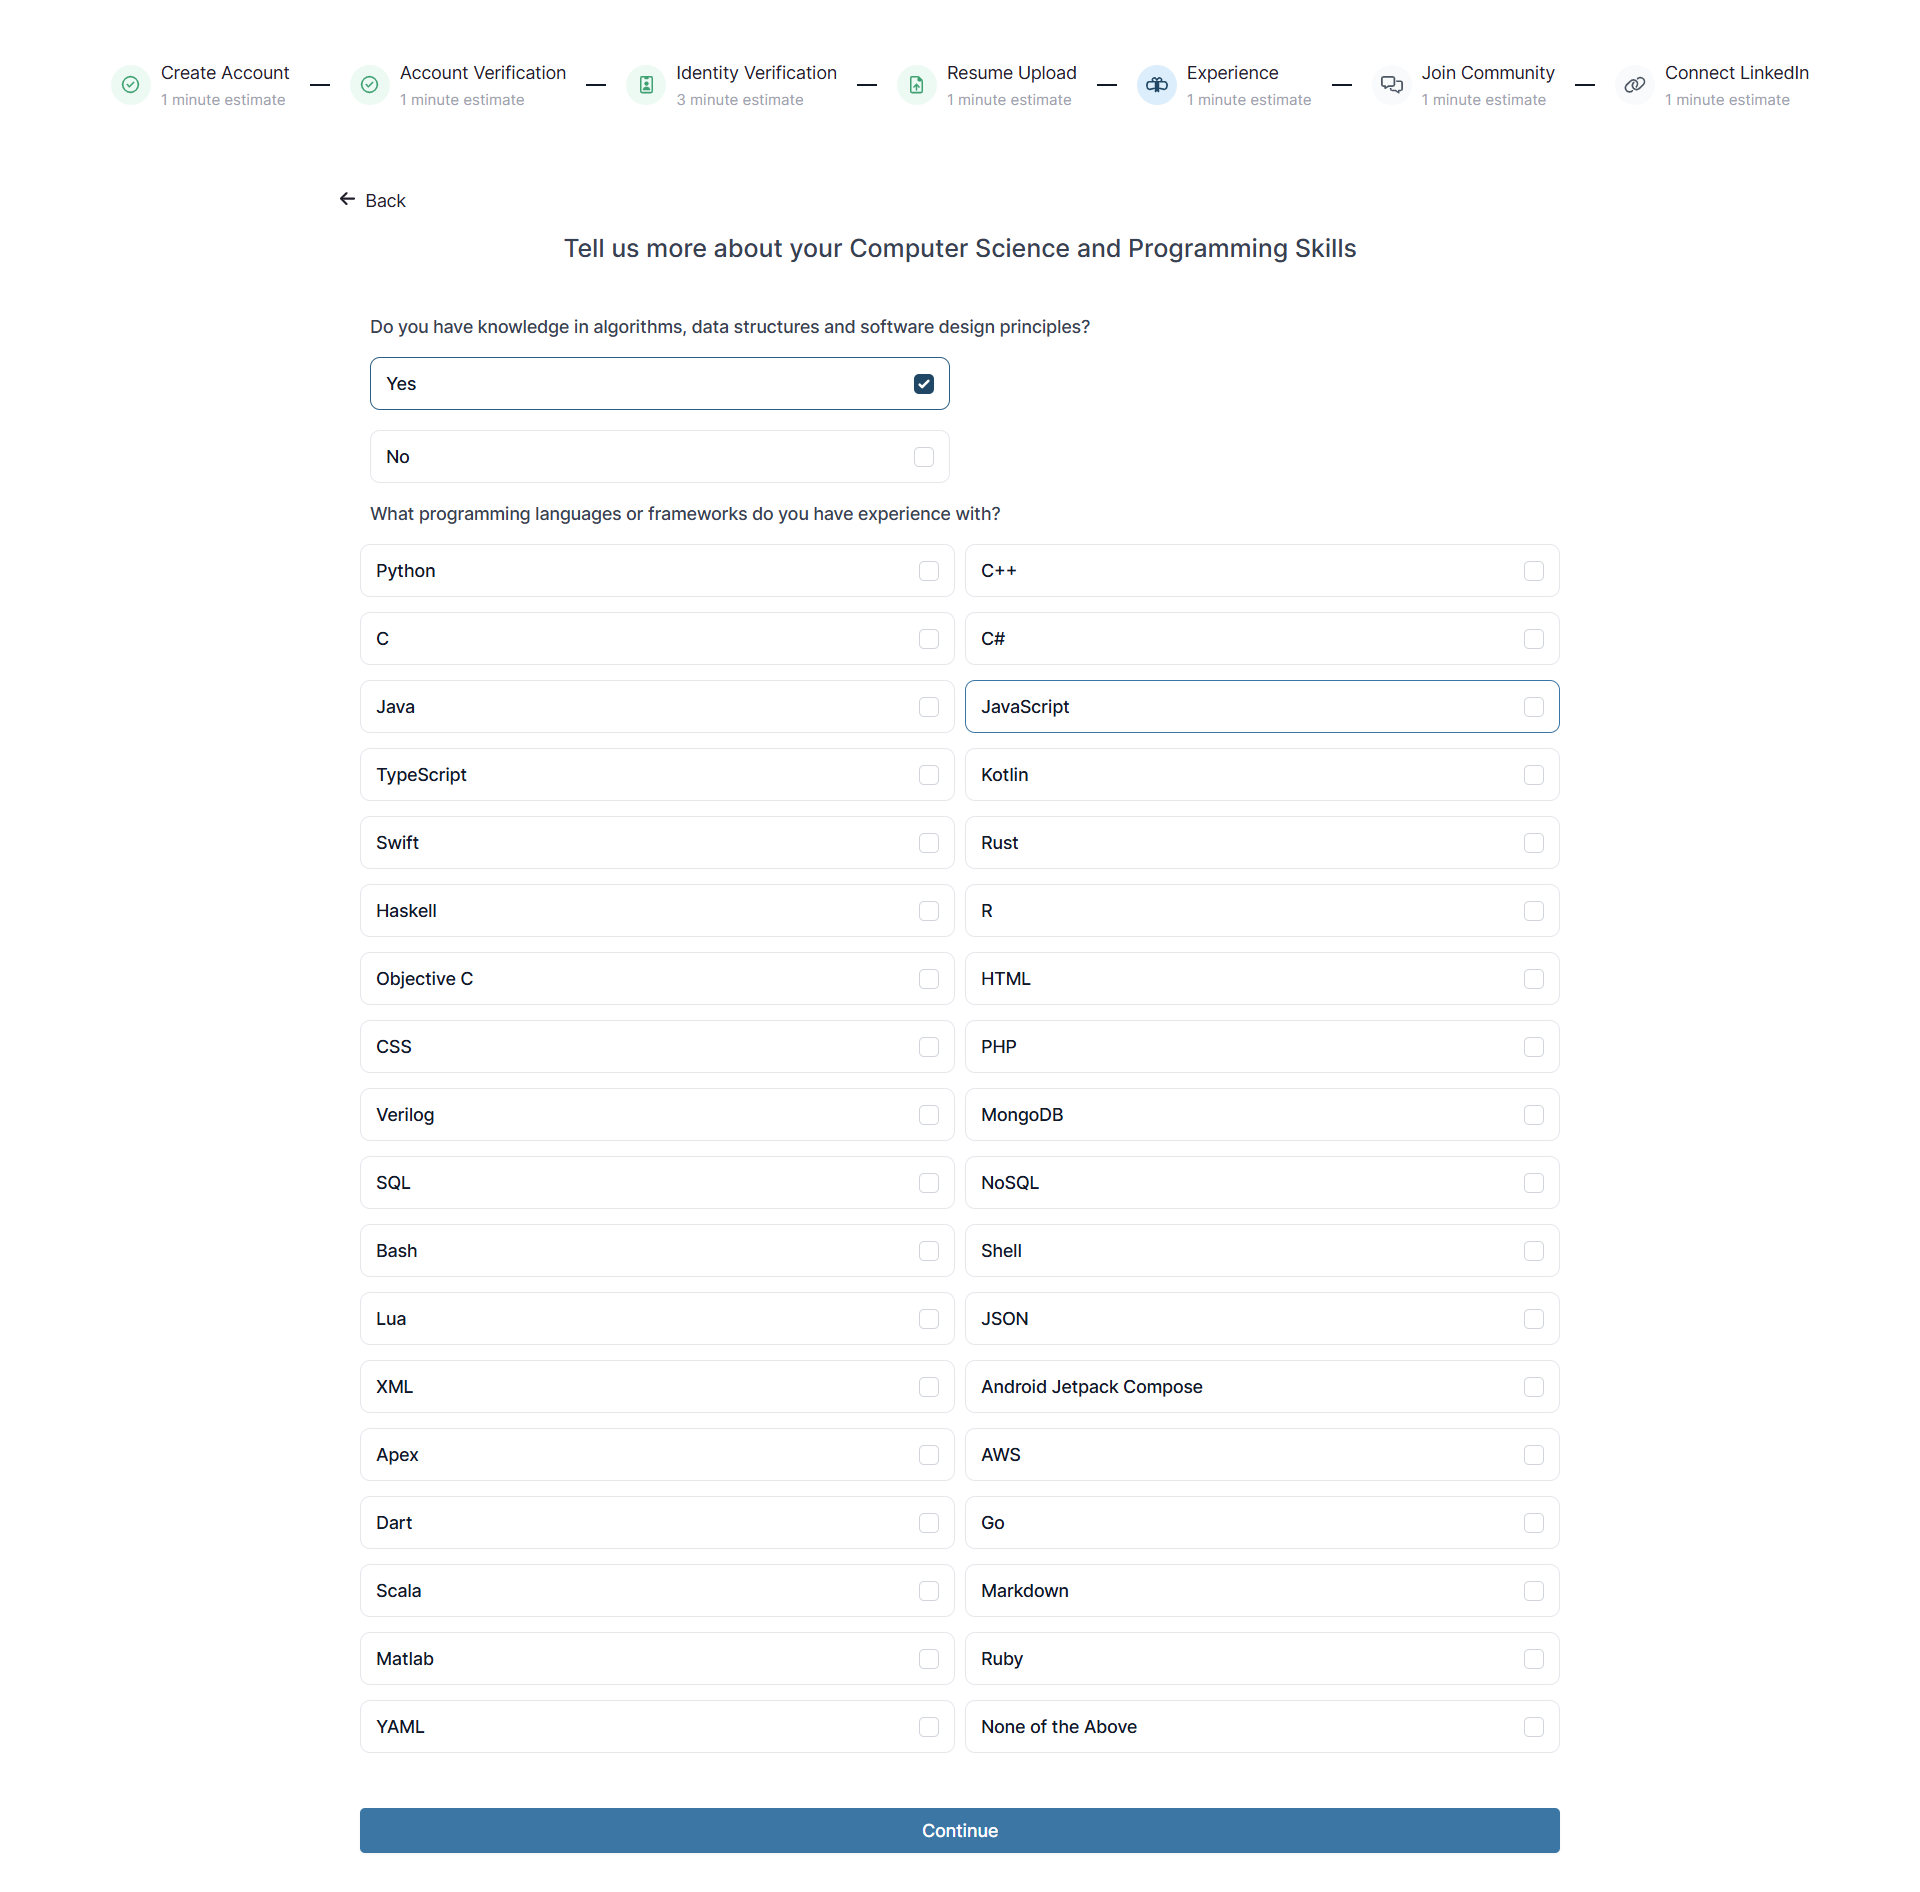 Create Account
1 minute estimate
Account Verification
1 minute estimate
Identity Verification
3 minute estimate
Resume Upload
1 minute estimate
Experience
1 minute estimate
Join Community
1 minute estimate
Connect LinkedIn
1 minute estimate
Back
Tell us more about your Computer Science and Programming Skills
Do you have knowledge in algorithms, data structures and software design principles?
Yes
No
What programming languages or frameworks do you have experience with?
Python
C++
C
C#
Java
JavaScript
TypeScript
Kotlin
Swift
Rust
Haskell
R
Objective C
HTML
CSS
PHP
Verilog
MongoDB
SQL
NoSQL
Bash
Shell
Lua
JSON
XML
Android Jetpack Compose
Apex
AWS
Dart
Go
Scala
Markdown
Matlab
Ruby
YAML
None of the Above
Continue